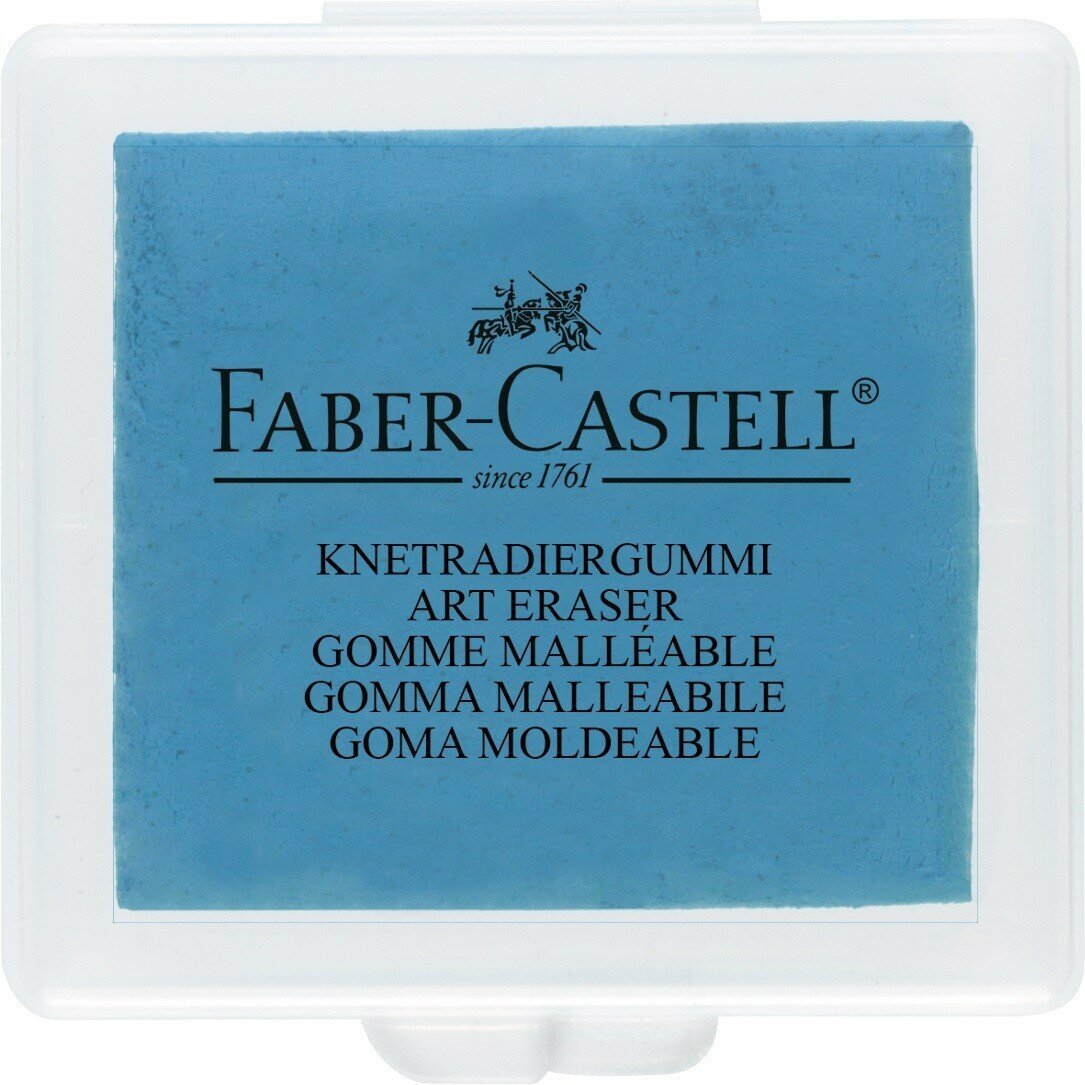 FABER-CASTELL®
since 1761
KNETRADIERGUMMI
ART ERASER
GOMME MALLÉABLE
GOMMA MALLEABILE
GOMA MOLDEABLE